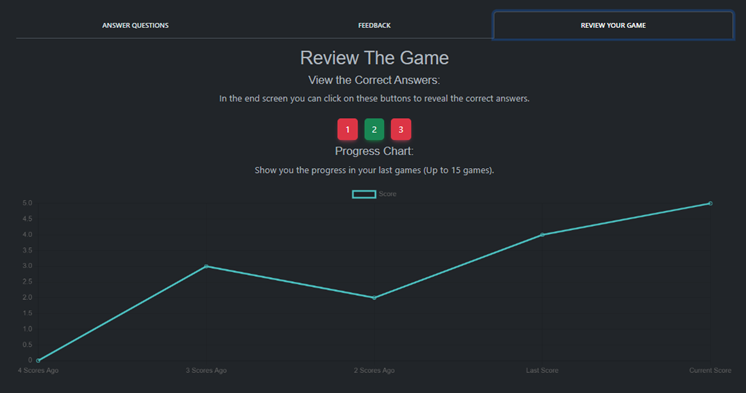 ANSWER QUESTIONS FEEDBACK REVIEW YOUR GAME
Review The Game
View the Correct Answers:
In the end screen you can click on these buttons to reveal the correct answers.
1 2 3
Progress Chart:
Show you the progress in your last games (Up to 15 games).
Score
5.0
4.5
4.0
3.5
3.0
2.5
2.0
1.5
1.0
0.5
0
4 Scores Ago 3 Scores Ago 2 Scores Ago Last Score Current Score